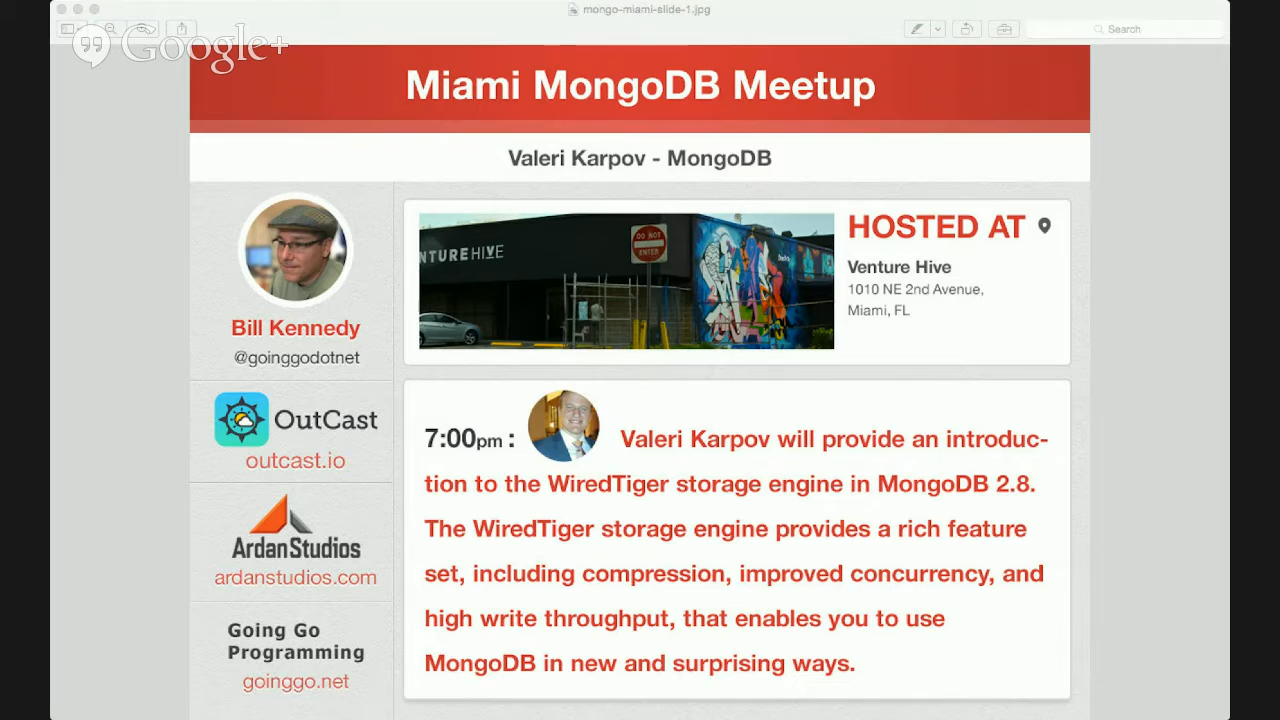 mongo-miami-slide-1.jpg
Search
Google+
Miami MongoDB Meetup
Valeri Karpov - MongoDB
Bill Kennedy
@goinggodotnet
OutCast
outcast.io
ArdanStudios
ardanstudios.com
Going Go
Programming
goinggo.net
NTURE HIVE
DO NOT
ENTER
HOSTED AT
Venture Hive
1010 NE 2nd Avenue,
Miami, FL
7:00pm : Valeri Karpov will provide an introduc-
tion to the WiredTiger storage engine in MongoDB 2.8.
The WiredTiger storage engine provides a rich feature
set, including compression, improved concurrency, and
high write throughput, that enables you to use
MongoDB in new and surprising ways.